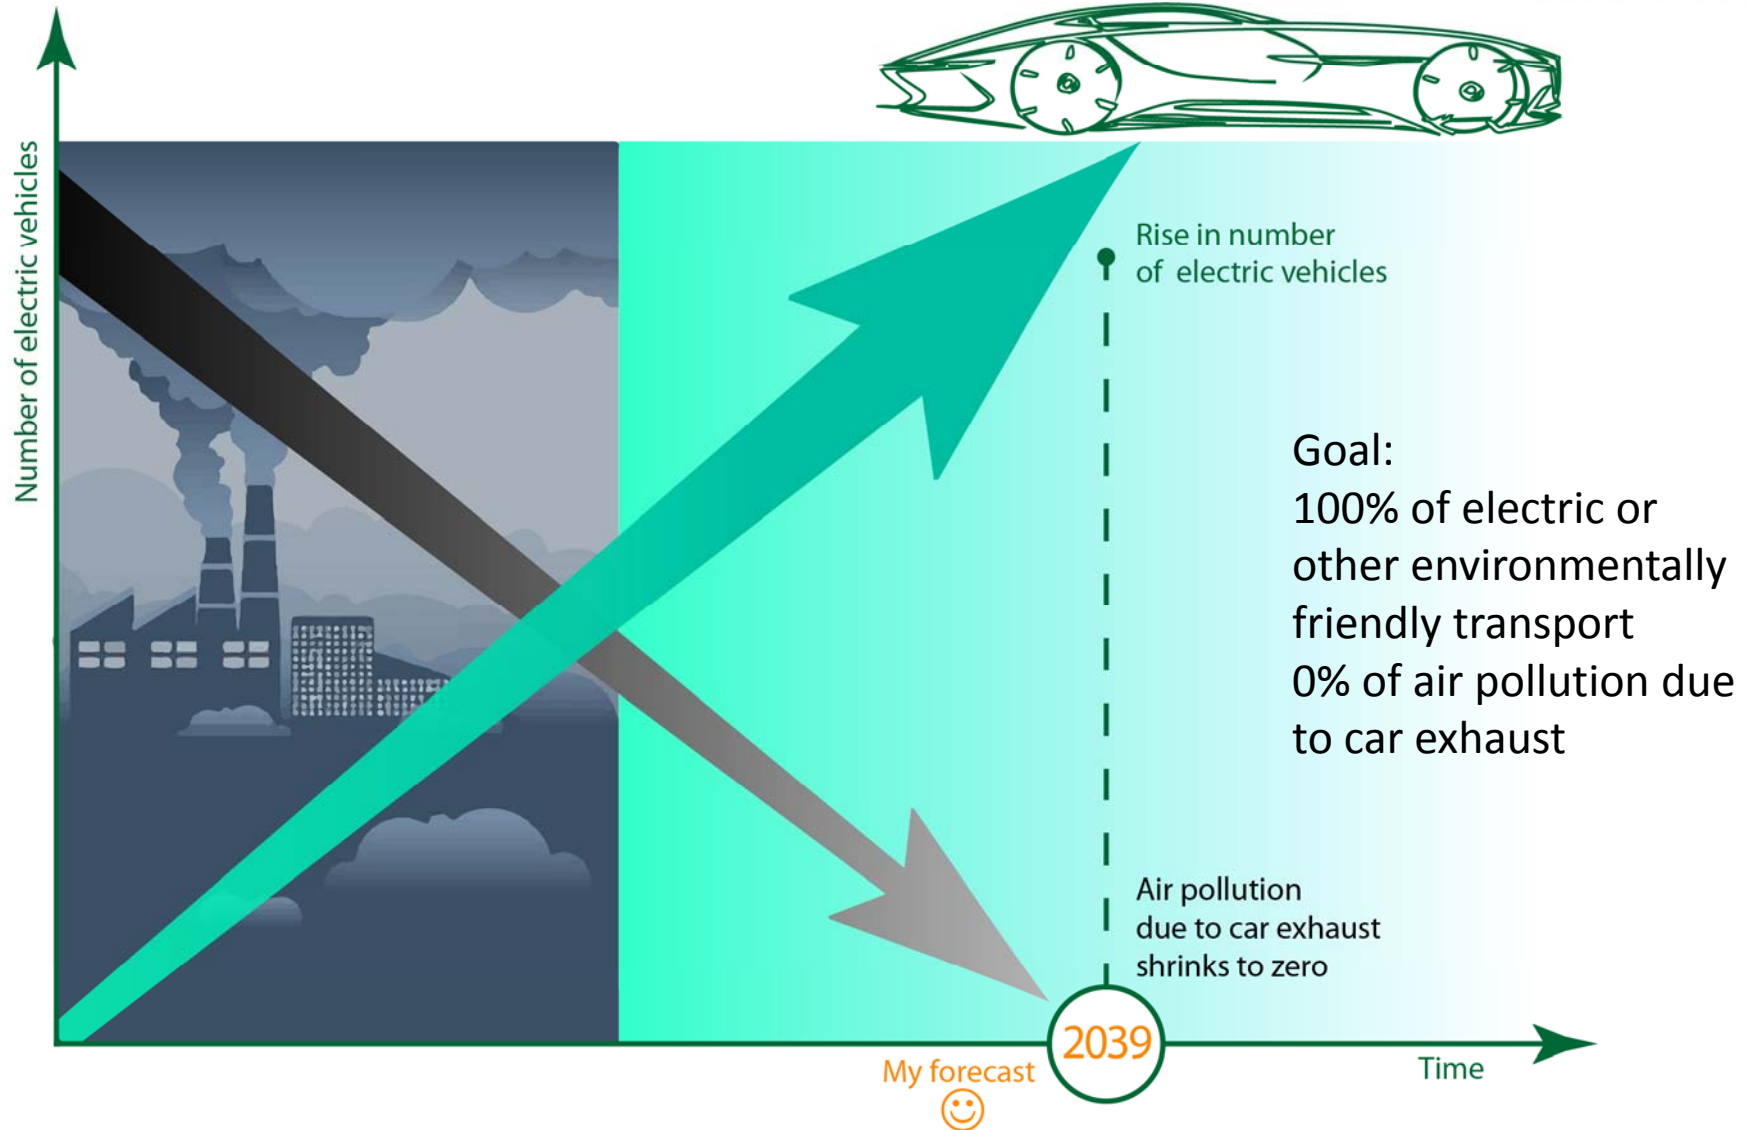 Number of electric vehicles
Rise in number
of electric vehicles
Goal:
100% of electric or
other environmentally
friendly transport
0% of air pollution due
to car exhaust
Air pollution
due to car exhaust
shrinks to zero
2039
My forecast
Time